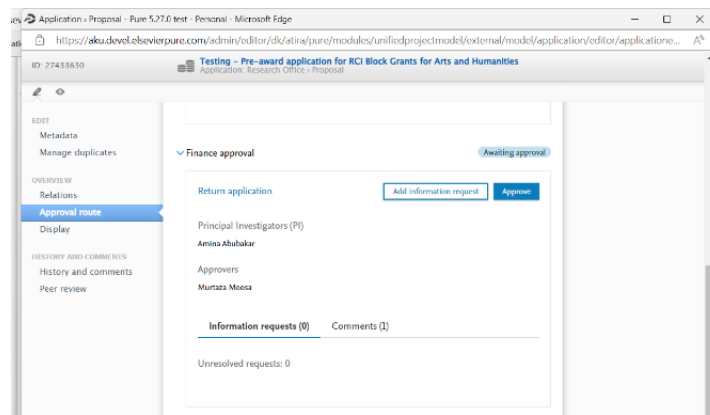 Application › Proposal - Pure 5.27.0 test - Personal - Microsoft Edge
https://aku.devel.elsevierpure.com/admin/editor/dk/atira/pure/modules/unifiedprojectmodel/external/model/application/editor/applicatione...
ID: 27433630
Testing - Pre-award application for RCI Block Grants for Arts and Humanities
Application: Research Office › Proposal
EDIT
Metadata
Manage duplicates
OVERVIEW
Relations
Approval route
Display
HISTORY AND COMMENTS
History and comments
Peer review
Finance approval
Awaiting approval
Return application
Add information request
Approve
Principal Investigators (PI)
Amina Abubakar
Approvers
Murtaza Moosa
Information requests (0)
Comments (1)
Unresolved requests: 0